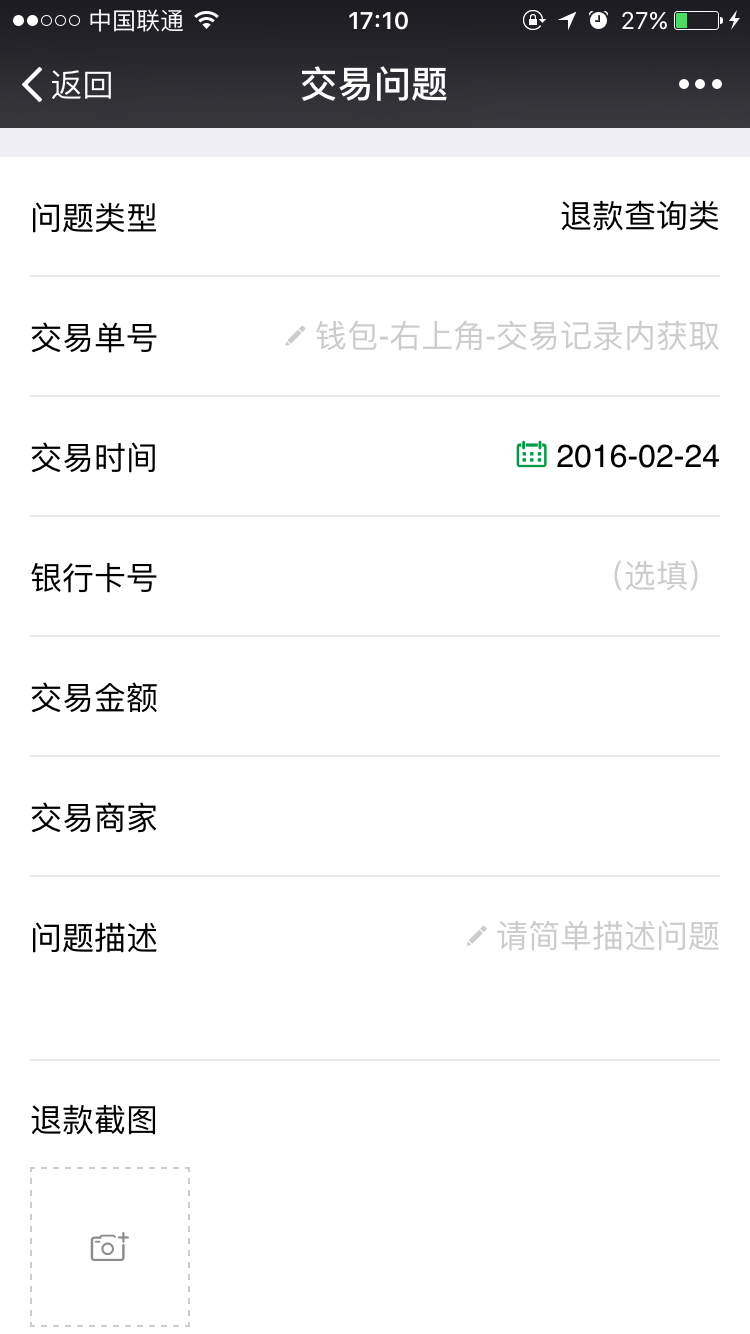 中国联通 17:10 27%
返回 交易问题
问题类型 退款查询类
交易单号 钱包-右上角-交易记录内获取
交易时间 2016-02-24
银行卡号 (选填)
交易金额
交易商家
问题描述 请简单描述问题
退款截图